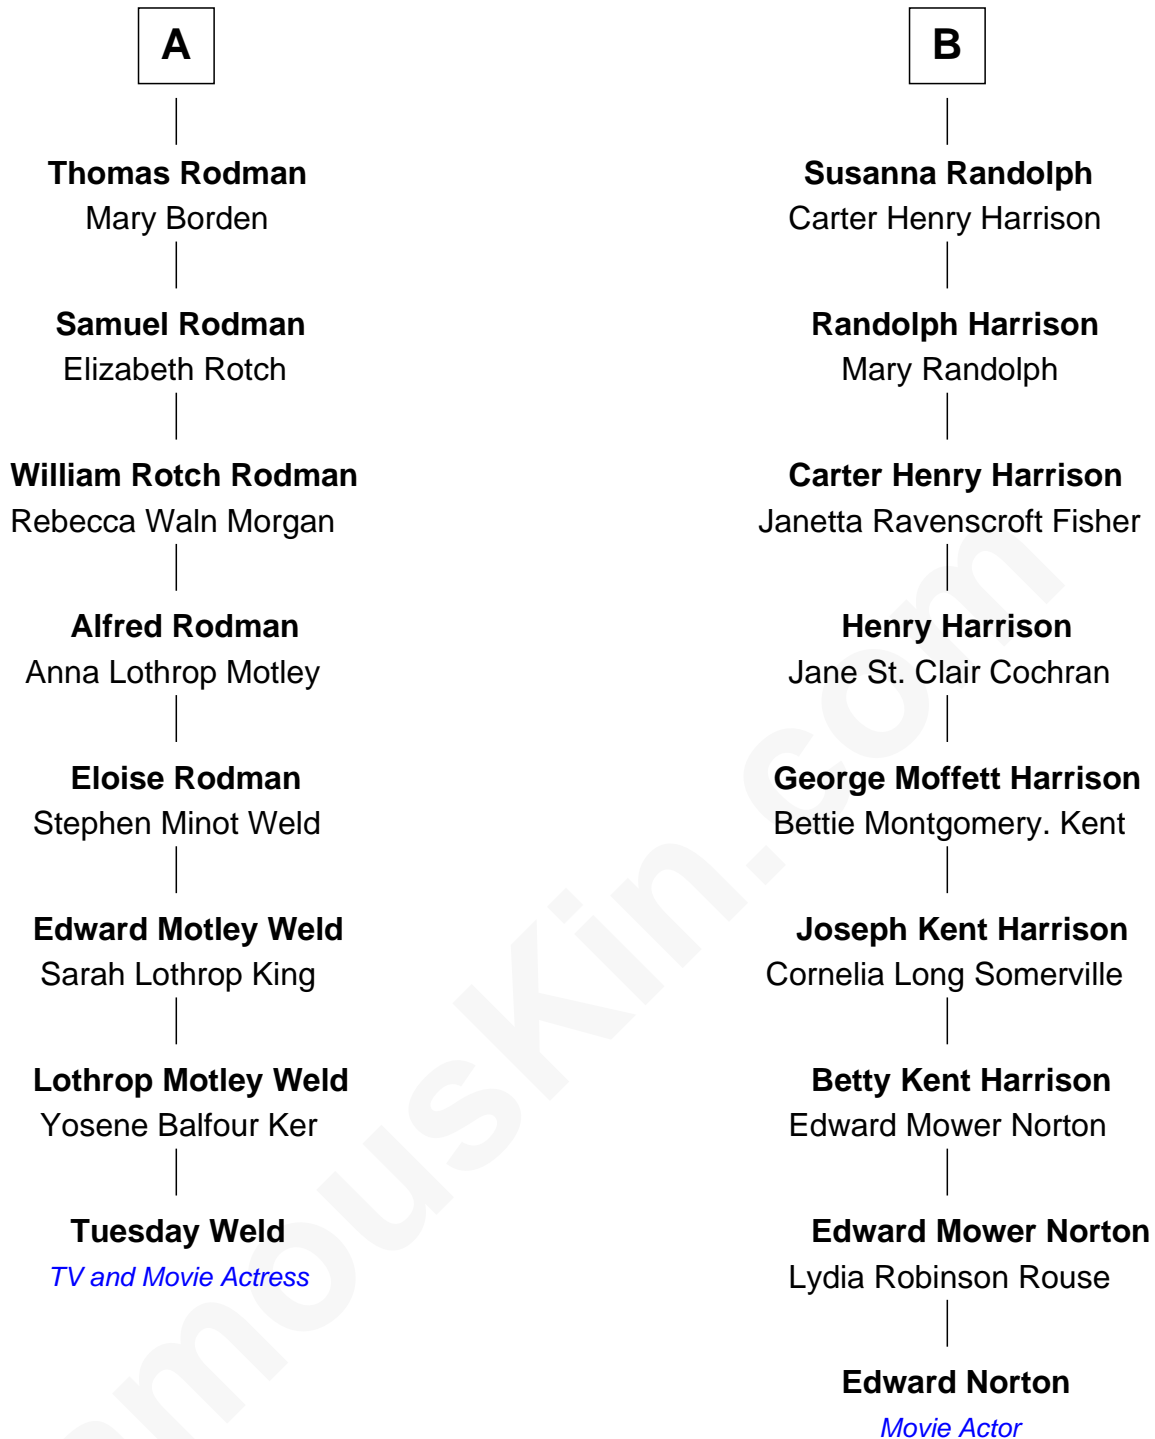 A
Thomas Rodman
Mary Borden
Samuel Rodman
Elizabeth Rotch
William Rotch Rodman
Rebecca Waln Morgan
Alfred Rodman
Anna Lothrop Motley
Eloise Rodman
Stephen Minot Weld
Edward Motley Weld
Sarah Lothrop King
Lothrop Motley Weld
Yosene Balfour Ker
Tuesday Weld
TV and Movie Actress
B
Susanna Randolph
Carter Henry Harrison
Randolph Harrison
Mary Randolph
Carter Henry Harrison
Janetta Ravenscroft Fisher
Henry Harrison
Jane St. Clair Cochran
George Moffett Harrison
Bettie Montgomery. Kent
Joseph Kent Harrison
Cornelia Long Somerville
Betty Kent Harrison
Edward Mower Norton
Edward Mower Norton
Lydia Robinson Rouse
Edward Norton
Movie Actor
mouskin.com